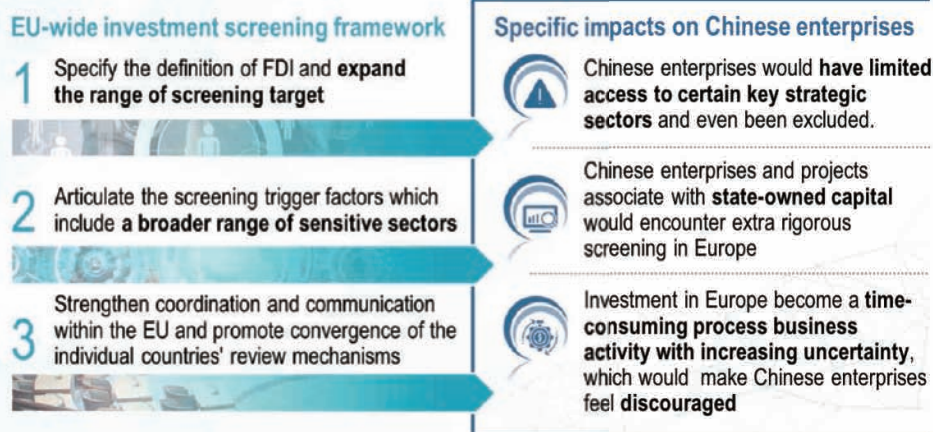 EU-wide investment screening framework
1
Specify the definition of FDI and expand
the range of screening target
2
Articulate the screening trigger factors which
include a broader range of sensitive sectors
3
Strengthen coordination and communication
within the EU and promote convergence of the
individual countries' review mechanisms
Specific impacts on Chinese enterprises
Chinese enterprises would have limited
access to certain key strategic
sectors and even been excluded.
Chinese enterprises and projects
associate with state-owned capital
would encounter extra rigorous
screening in Europe
Investment in Europe become a time-
consuming process business
activity with increasing uncertainty,
which would make Chinese enterprises
feel discouraged